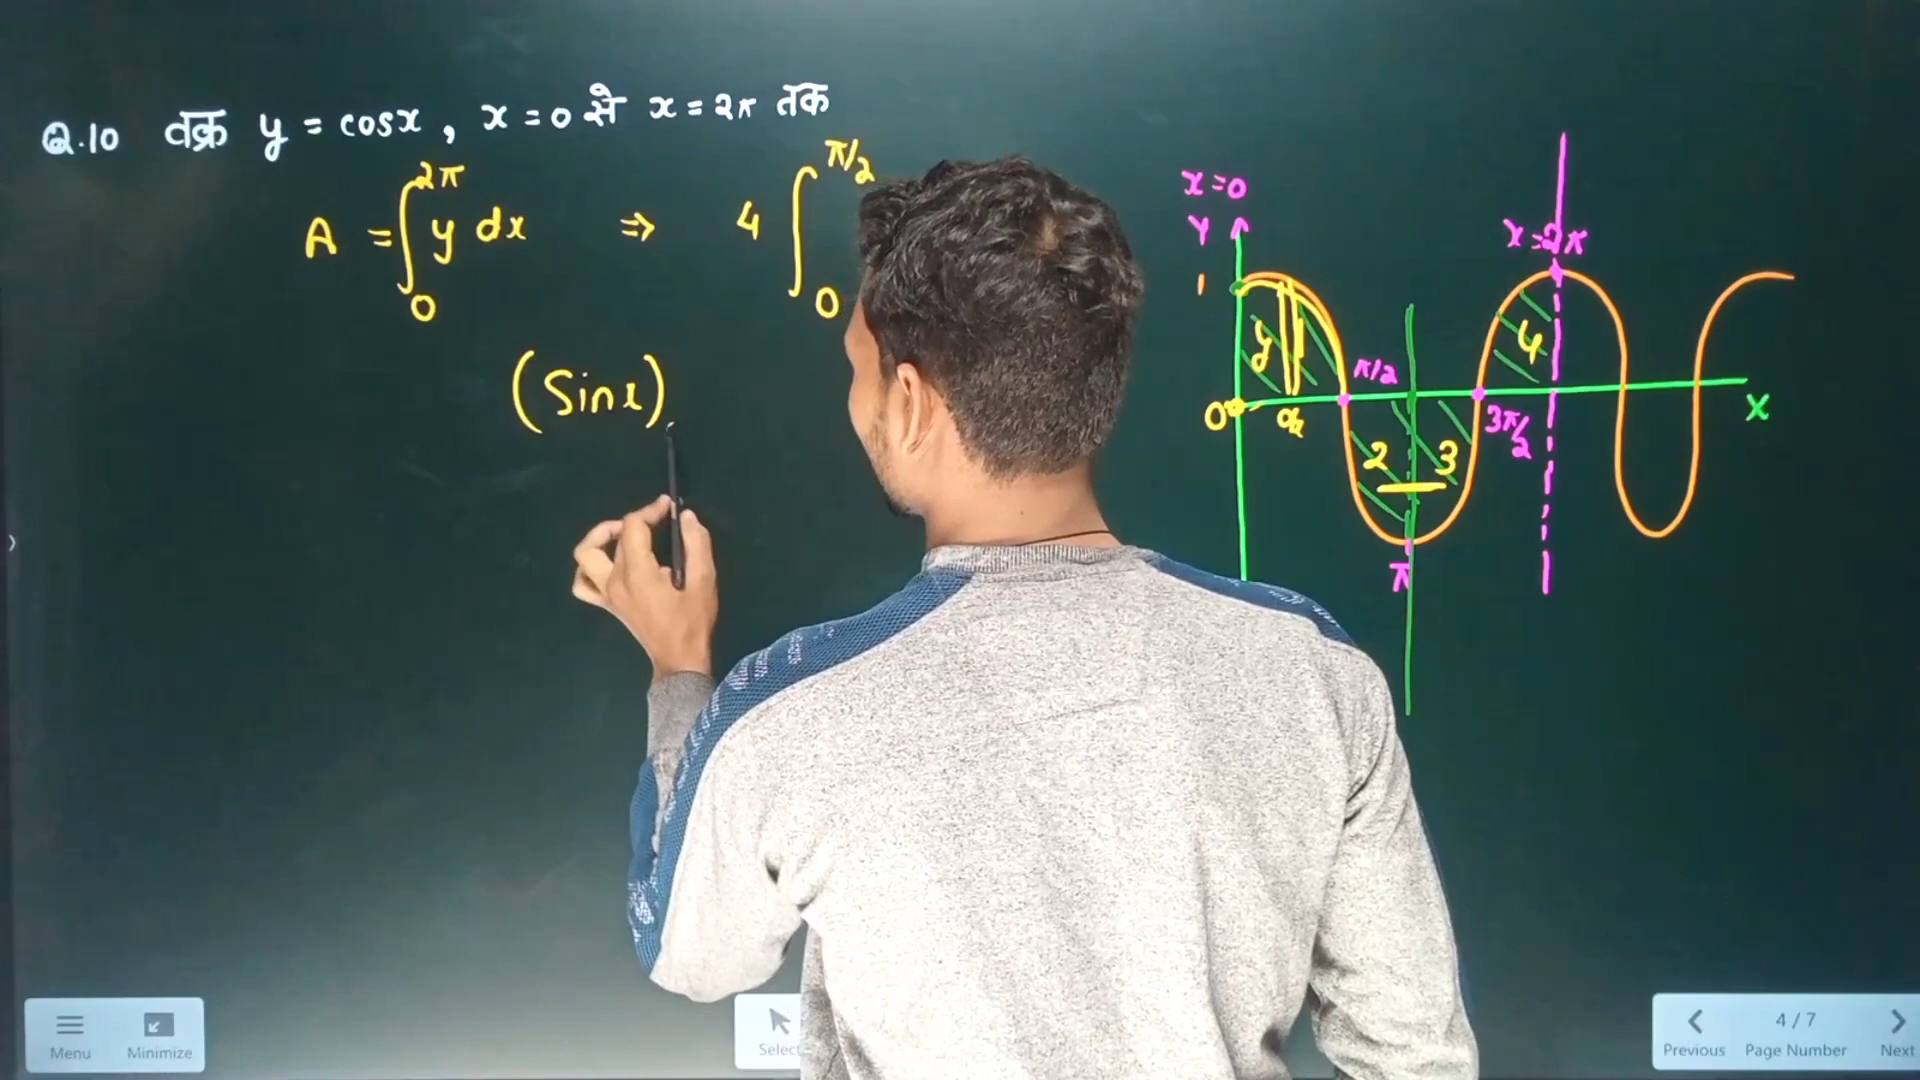 Q.10 वक्र y = cosx , x = 0 से x = 2π तक
A = ∫₀^2π y dx ⇒ 4 ∫₀^π/2
(Sinx)
x=0
Y
x=2π
1
y
4
π/2
O
dx
X
3π/2
2
3
π
Menu
Minimize
Select
Previous
4 / 7
Page Number
Next